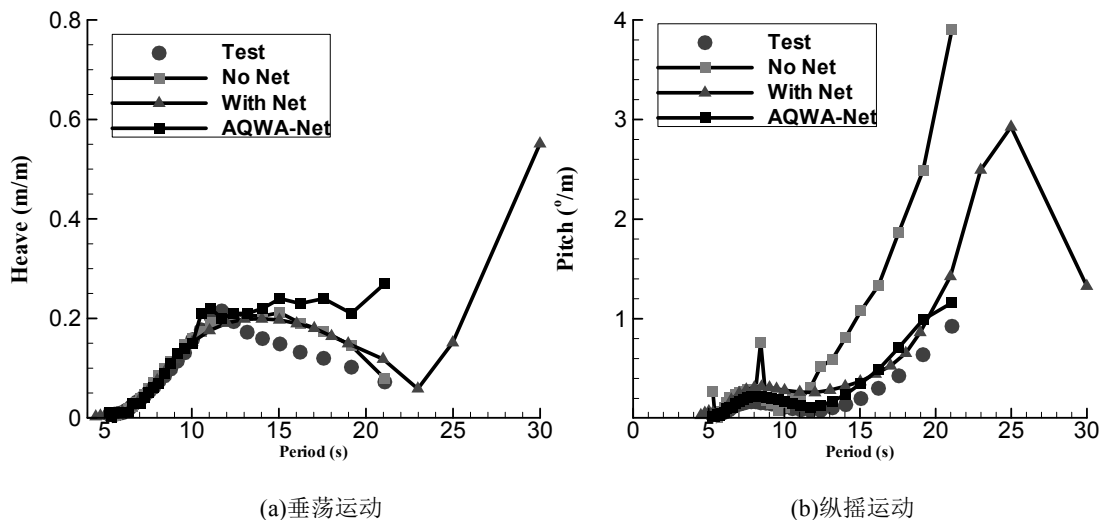 0.8
0.6
0.4
0.2
0
Heave (m/m)
5
10
15
20
25
30
Period (s)
Test
No Net
With Net
AQWA-Net
(a)垂荡运动
4
3
2
1
0
Pitch (°/m)
0
5
10
15
20
25
30
Period (s)
Test
No Net
With Net
AQWA-Net
(b)纵摇运动